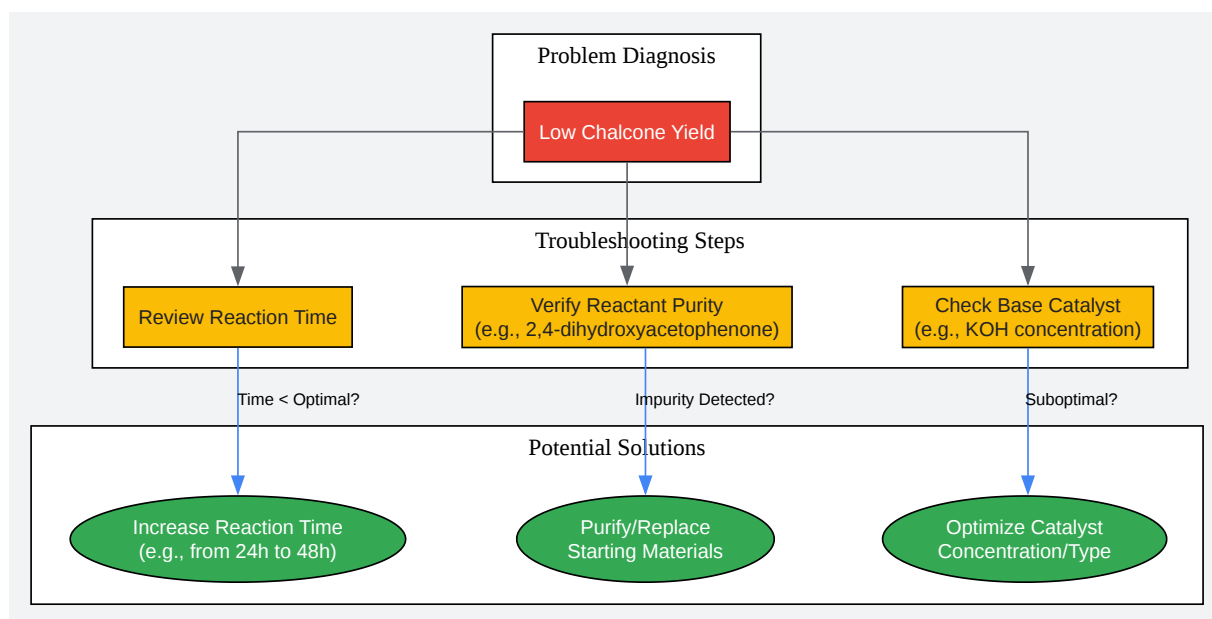 Problem Diagnosis
Low Chalcone Yield
Troubleshooting Steps
Review Reaction Time
Verify Reactant Purity
(e.g., 2,4-dihydroxyacetophenone)
Check Base Catalyst
(e.g., KOH concentration)
Time < Optimal?
Impurity Detected?
Suboptimal?
Potential Solutions
Increase Reaction Time
(e.g., from 24h to 48h)
Purify/Replace
Starting Materials
Optimize Catalyst
Concentration/Type